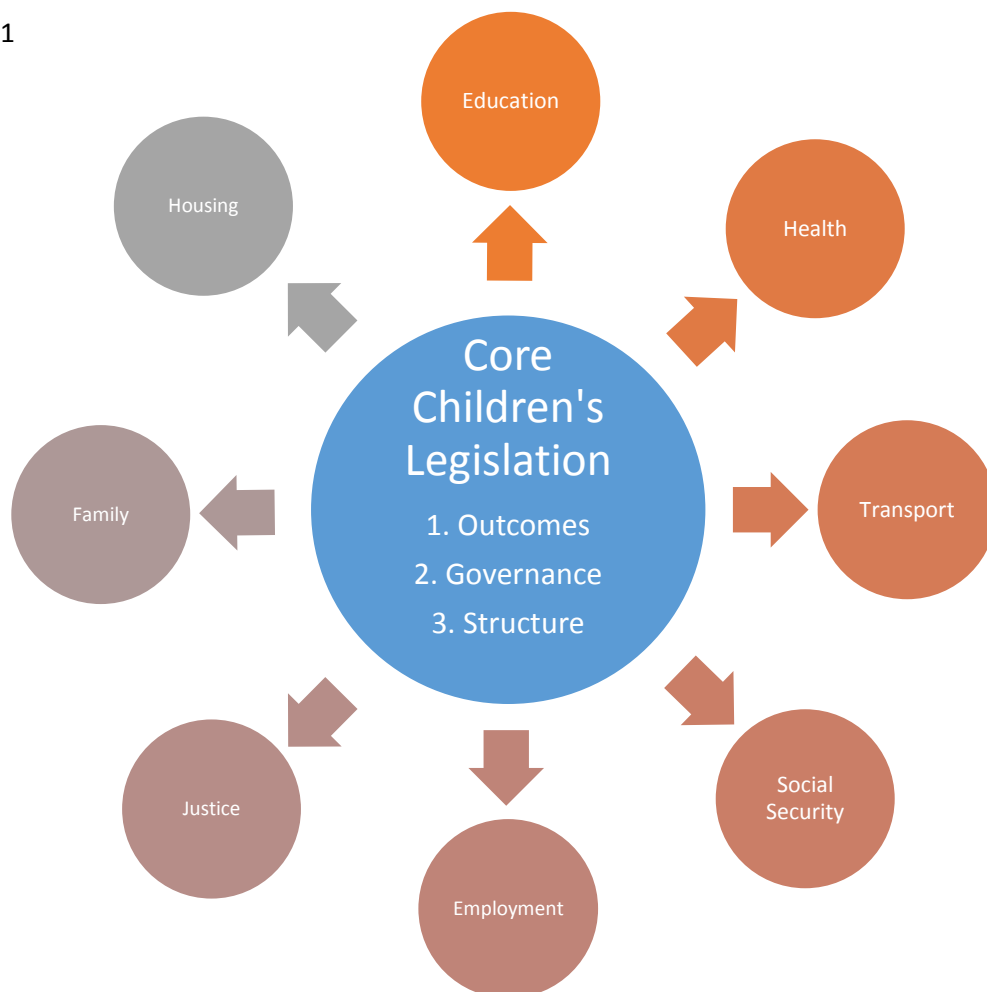 1
Education
Health
Transport
Social
Security
Employment
Justice
Family
Housing
Core
Children's
Legislation
1. Outcomes
2. Governance
3. Structure